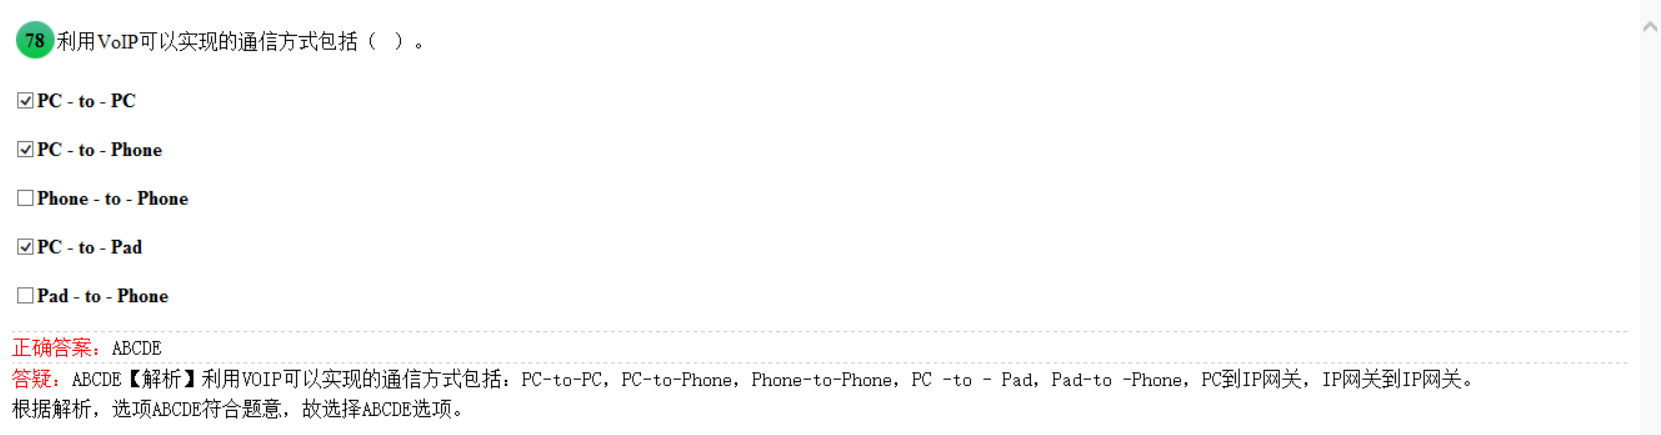 78 利用VoIP可以实现的通信方式包括（ ）。
PC - to - PC
PC - to - Phone
Phone - to - Phone
PC - to - Pad
Pad - to - Phone
正确答案：ABCDE
答疑：ABCDE【解析】利用VOIP可以实现的通信方式包括：PC-to-PC，PC-to-Phone，Phone-to-Phone，PC -to - Pad，Pad-to -Phone，PC到IP网关，IP网关到IP网关。
根据解析，选项ABCDE符合题意，故选择ABCDE选项。